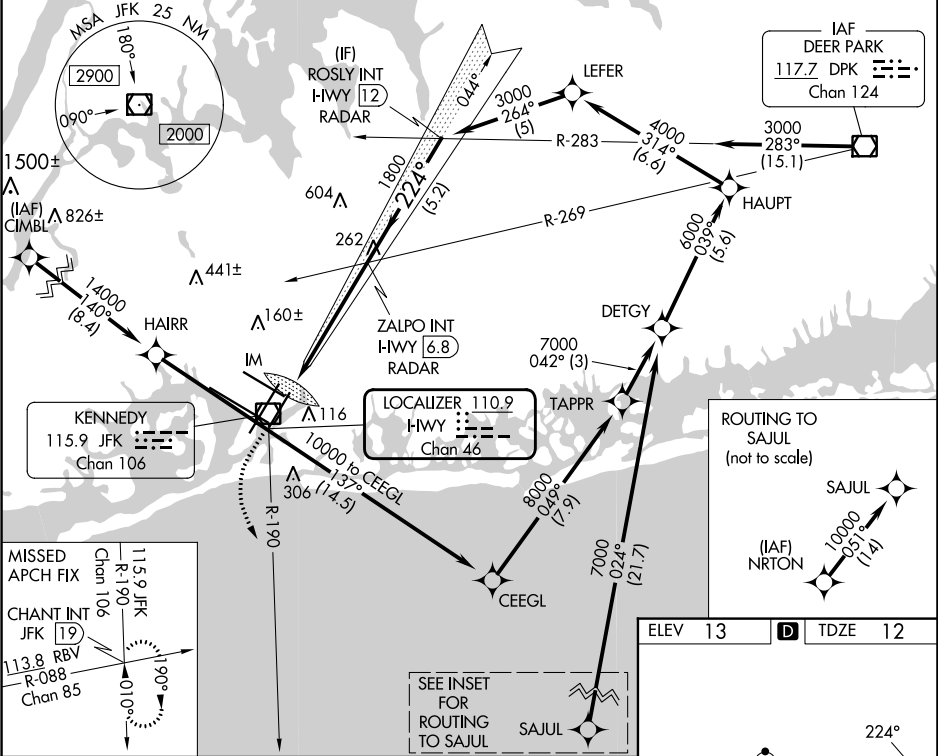 MSA JFK 25 NM
180°
2900
090°
2000
1500±
(IAF)
CIMBL
826±
441±
604
262
160±
116
306
14000
140°
(8.4)
HAIRR
IM
KENNEDY
115.9 JFK
Chan 106
(IF)
ROSLY INT
I-HWY 12
RADAR
044°
1800
224°
(5.2)
3000
264°
(5)
LEFER
R-283
4000
314°
(6.6)
3000
283°
(15.1)
IAF
DEER PARK
117.7 DPK
Chan 124
HAUPT
R-269
6000
039°
(5.6)
DETGY
7000
042° (3)
TAPPR
ZALPO INT
I-IWY 6.8
RADAR
LOCALIZER 110.9
I-IWY
Chan 46
10000 to CEEGL
137°
(14.5)
R-190
8000
049°
(7.9)
CEEGL
7000
024°
(21.7)
ROUTING TO
SAJUL
(not to scale)
SAJUL
10000
051°
(14)
(IAF)
NRTON
MISSED
APCH FIX
115.9 JFK
R-190
Chan 106
CHANT INT
JFK 19
113.8 RBV
R-088
Chan 85
190°
010°
SEE INSET
FOR
ROUTING
TO SAJUL
SAJUL
ELEV 13 D TDZE 12
224°